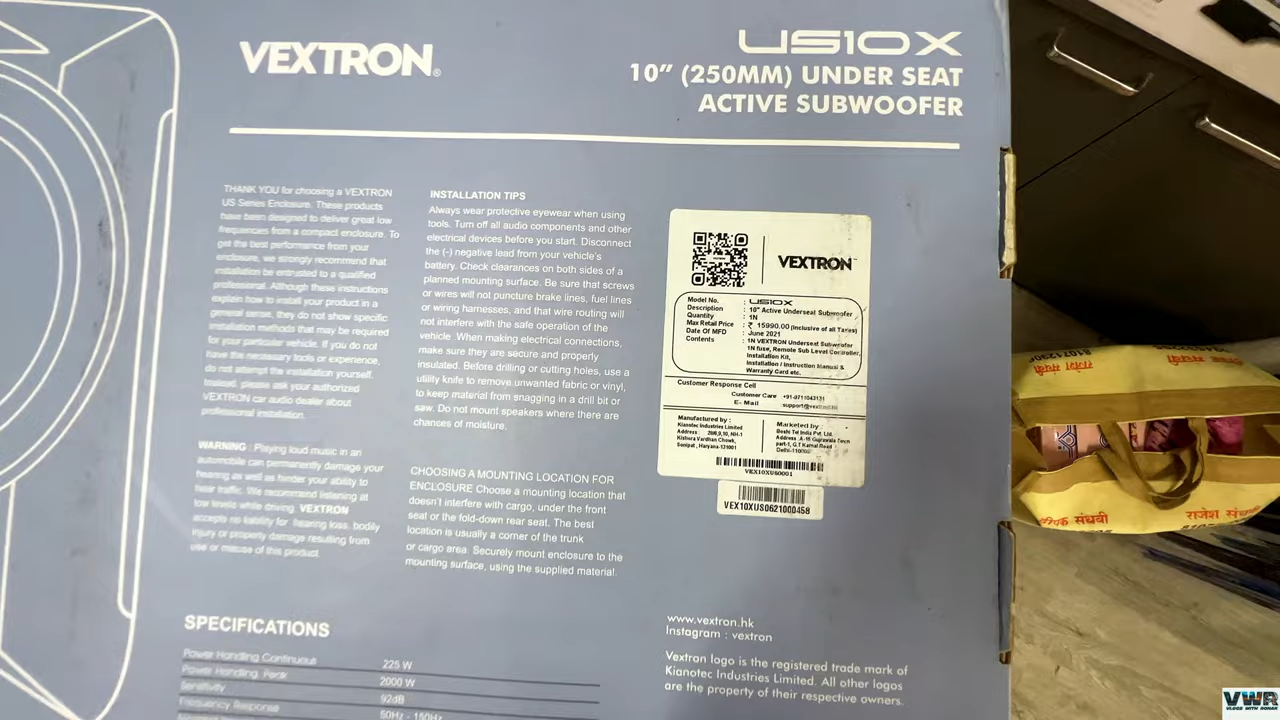 VEXTRON®
US10X
10” (250MM) UNDER SEAT
ACTIVE SUBWOOFER
THANK YOU for choosing a VEXTRON
US Series Enclosure. These products
have been designed to deliver great low
frequencies from a compact enclosure. To
get the best performance from your
enclosure, we strongly recommend that
installation be entrusted to a qualified
professional. Although these instructions
explain how to install your product in a
general sense, they do not show specific
installation methods that may be required
for your particular vehicle. If you do not
have the necessary tools or experience,
do not attempt the installation yourself.
Instead, please ask your authorized
VEXTRON car audio dealer about
professional installation.
WARNING : Playing loud music in an
automobile can permanently damage your
hearing as well as hinder your ability to
hear traffic. We recommend listening at
low levels while driving. VEXTRON
accepts no liability for hearing loss, bodily
injury or property damage resulting from
use or misuse of this product.
INSTALLATION TIPS
Always wear protective eyewear when using
tools. Turn off all audio components and other
electrical devices before you start. Disconnect
the (-) negative lead from your vehicle's
battery. Check clearances on both sides of a
planned mounting surface. Be sure that screws
or wires will not puncture brake lines, fuel lines
or wiring harnesses, and that wire routing will
not interfere with the safe operation of the
vehicle. When making electrical connections,
make sure they are secure and properly
insulated. Before drilling or cutting holes, use a
utility knife to remove unwanted fabric or vinyl,
to keep material from snagging in a drill bit or
saw. Do not mount speakers where there are
chances of moisture.
CHOOSING A MOUNTING LOCATION FOR
ENCLOSURE Choose a mounting location that
doesn't interfere with cargo, under the front
seat or the fold-down rear seat. The best
location is usually a corner of the trunk
or cargo area. Securely mount enclosure to the
mounting surface, using the supplied material.
VEXTRON™
Model No. : US10X
Description : 10" Active Underseat Subwoofer
Quantity : 1N
Max Retail Price : ₹ 15990.00 (Inclusive of all Taxes)
Date Of MFD : June 2021
Contents : 1N VEXTRON Underseat Subwoofer
1N fuse, Remote Sub Level Controller,
Installation Kit,
Installation / Instruction Manual &
Warranty Card etc.
Customer Response Cell
Customer Care +91-9711043131
E- Mail
Manufactured by :
Kianotec Industries Limited
Address :
Kishora Vardhan Chowk,
Sonipat, Haryana-131001
Marketed by :
Beshi Tel India Pvt. Ltd.
Address :A-15 Gujrawala Town
part-1, G.T Karnal Road
VEX10XUS0001
VEX10XUS0621000458
SPECIFICATIONS
Power Handling Continuous 225 W
Power Handling, Peak 2000 W
Sensitivity 92dB
Frequency Response 50Hz - 150Hz
www.vextron.hk
Instagram : vextron
Vextron logo is the registered trade mark of
Kianotec Industries Limited. All other logos
are the property of their respective owners.
राजेश संघवी
संघवी
राजेश संघवी
VWR
VLOGS WITH RONAK